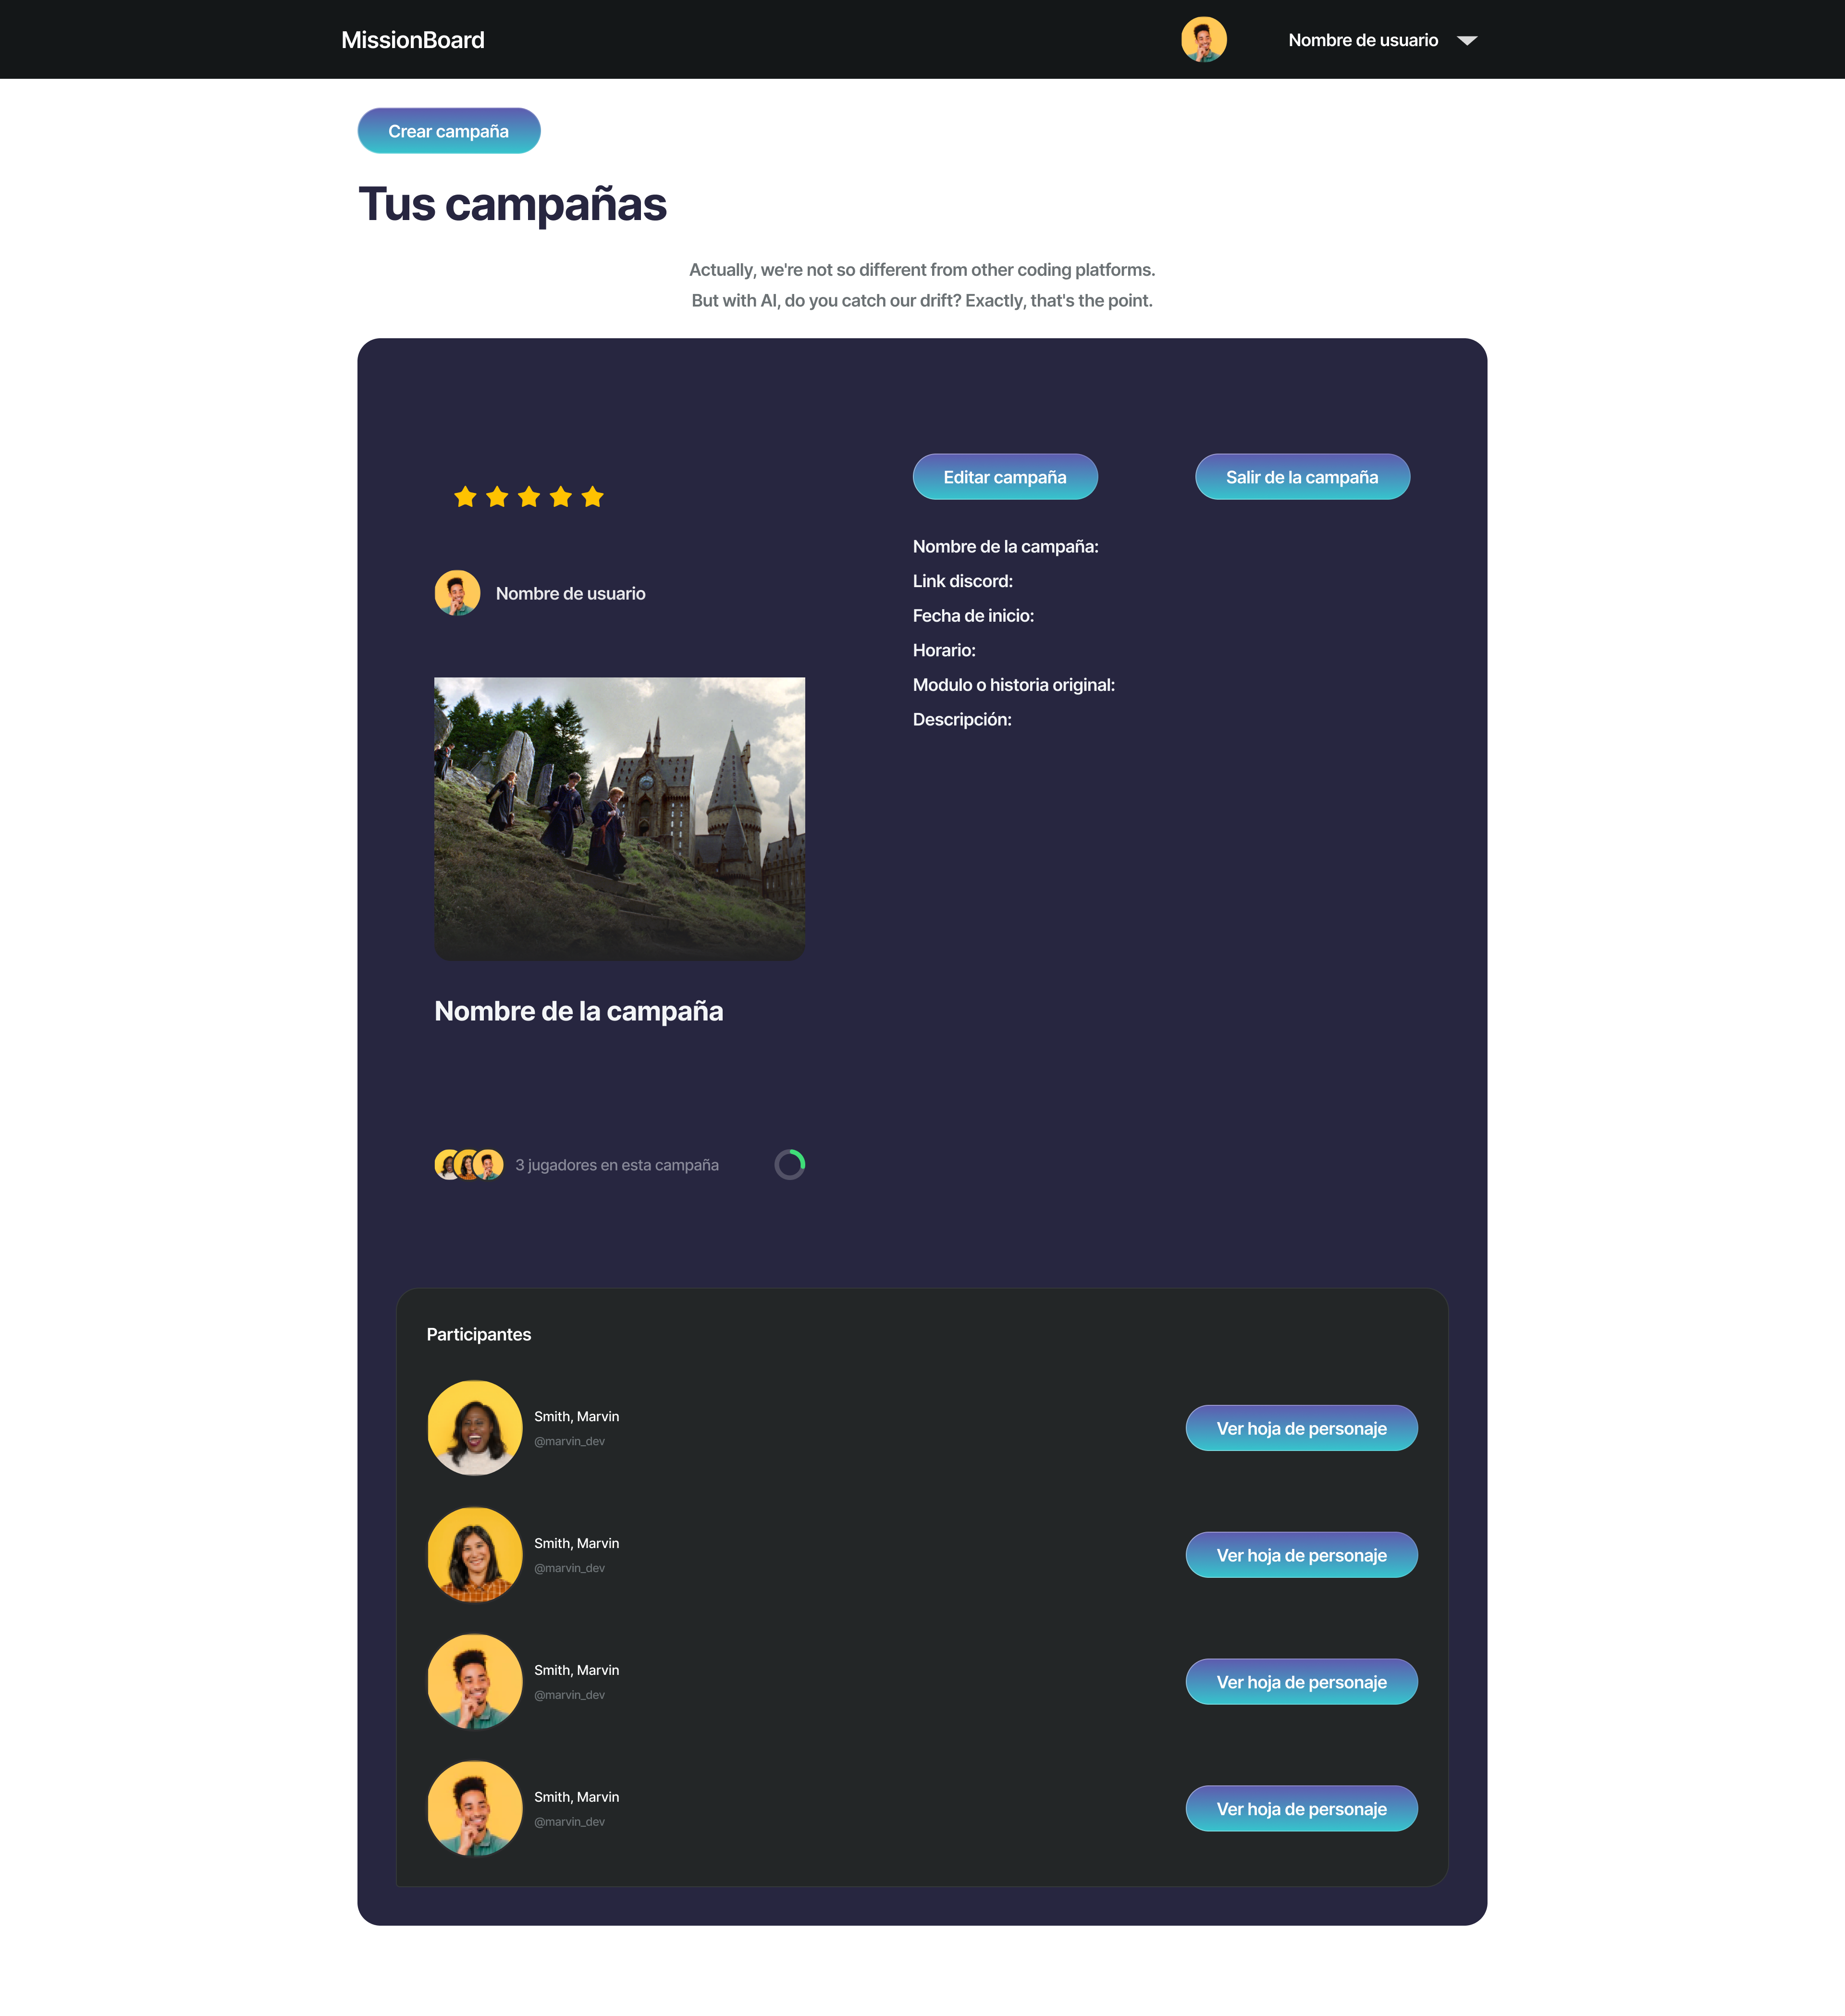 MissionBoard
Nombre de usuario
Crear campaña
Tus campañas
Actually, we're not so different from other coding platforms.
But with AI, do you catch our drift? Exactly, that's the point.
Nombre de usuario
Nombre de la campaña
3 jugadores en esta campaña
Editar campaña
Salir de la campaña
Nombre de la campaña:
Link discord:
Fecha de inicio:
Horario:
Modulo o historia original:
Descripción:
Participantes
Smith, Marvin
@marvin_dev
Ver hoja de personaje
Smith, Marvin
@marvin_dev
Ver hoja de personaje
Smith, Marvin
@marvin_dev
Ver hoja de personaje
Smith, Marvin
@marvin_dev
Ver hoja de personaje